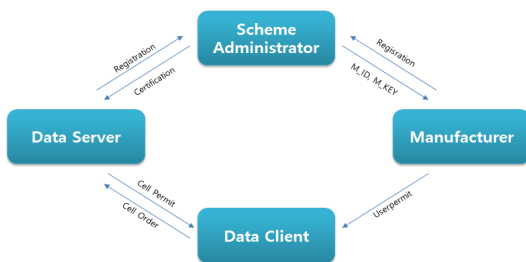 Scheme
Administrator
Registration
Certification
Regisration
M_ID, M_KEY
Data Server
Manufacturer
Cell Permit
Cell Order
Userpermit
Data Client